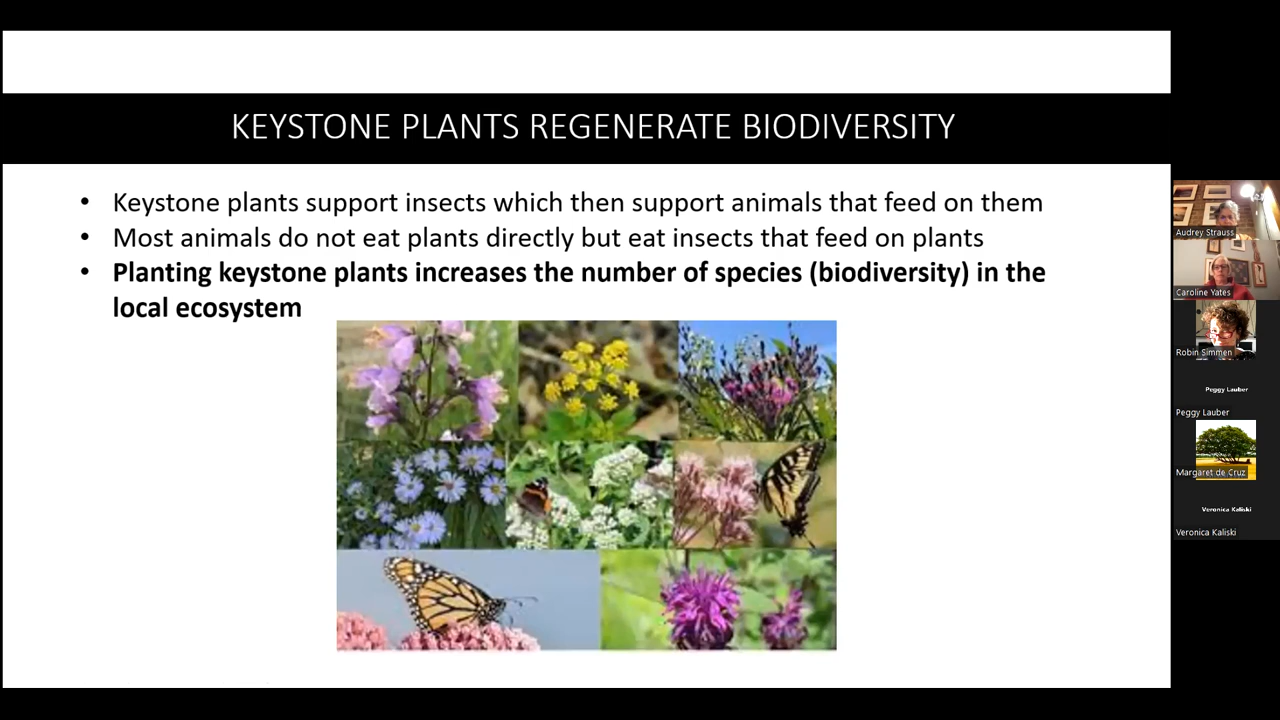 KEYSTONE PLANTS REGENERATE BIODIVERSITY
• Keystone plants support insects which then support animals that feed on them
• Most animals do not eat plants directly but eat insects that feed on plants
• Planting keystone plants increases the number of species (biodiversity) in the
local ecosystem
Audrey Strauss
Caroline Yates
Robin Simmen
Peggy Lauber
Peggy Lauber
Margaret de Cruz
Veronica Kaliski
Veronica Kaliski